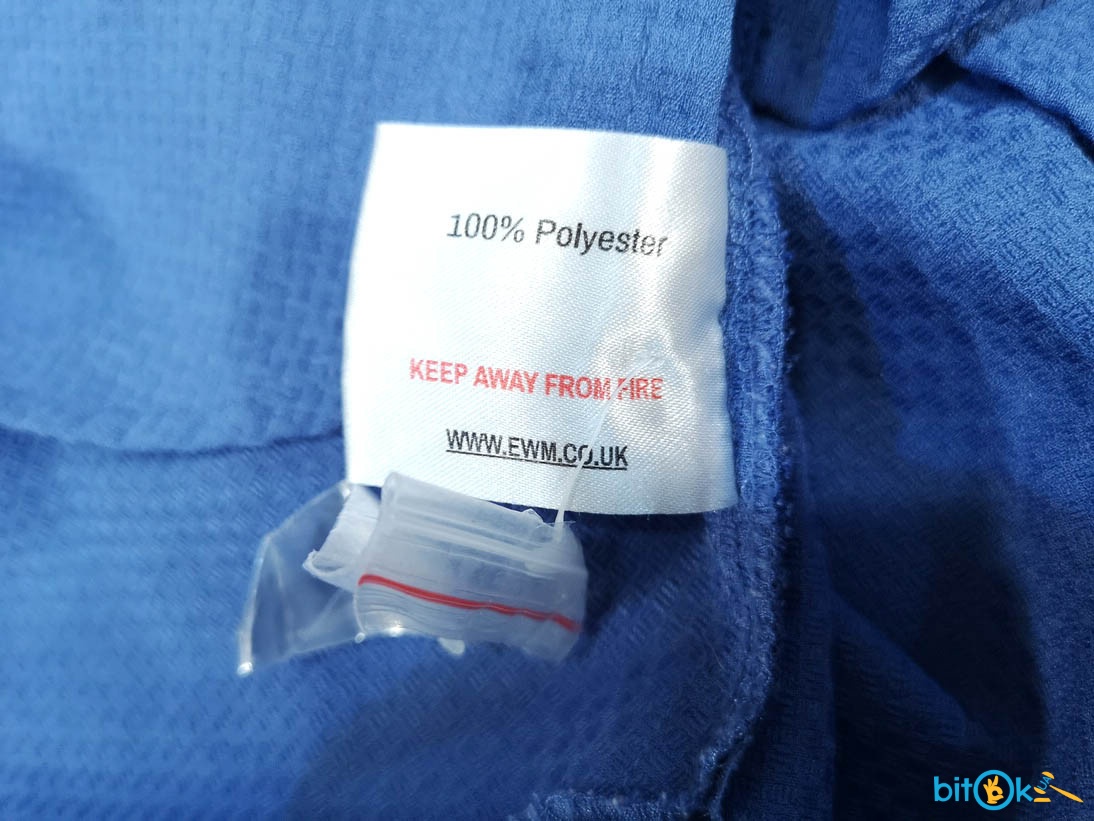 100% Polyester
KEEP AWAY FROM FIRE
WWW.EWM.CO.UK
bitOk